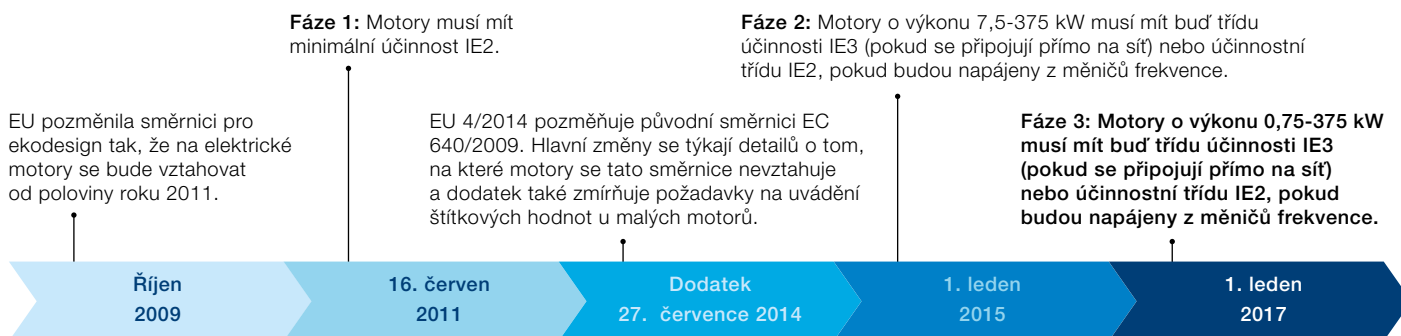 Fáze 1: Motory musí mít
minimální účinnost IE2.
Fáze 2: Motory o výkonu 7,5-375 kW musí mít buď třídu
účinnosti IE3 (pokud se připojují přímo na síť) nebo účinnostní
třídu IE2, pokud budou napájeny z měničů frekvence.
EU pozměnila směrnici pro
ekodesign tak, že na elektrické
motory se bude vztahovat
od poloviny roku 2011.
EU 4/2014 pozměňuje původní směrnici EC
640/2009. Hlavní změny se týkají detailů o tom,
na které motory se tato směrnice nevztahuje
a dodatek také zmírňuje požadavky na uvádění
štítkových hodnot u malých motorů.
Fáze 3: Motory o výkonu 0,75-375 kW
musí mít buď třídu účinnosti IE3
(pokud se připojují přímo na síť)
nebo účinnostní třídu IE2, pokud
budou napájeny z měničů frekvence.
Říjen
2009
16. červen
2011
Dodatek
27. července 2014
1. leden
2015
1. leden
2017